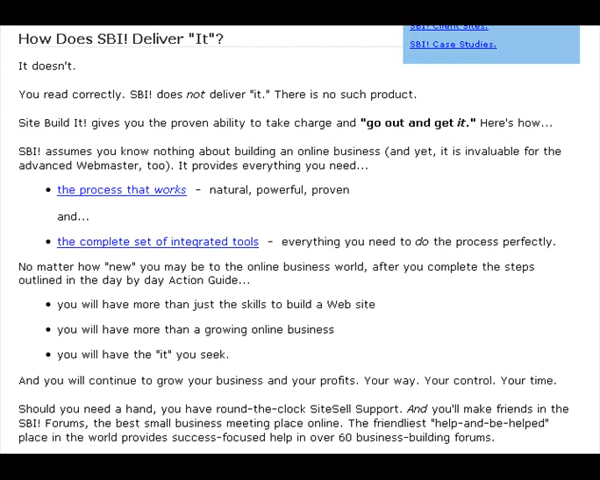 SBI! Client Sites.
How Does SBI! Deliver "It"?
SBI! Case Studies.
It doesn't.
You read correctly. SBI! does not deliver "it." There is no such product.
Site Build It! gives you the proven ability to take charge and "go out and get it." Here's how...
SBI! assumes you know nothing about building an online business (and yet, it is invaluable for the
advanced Webmaster, too). It provides everything you need...
• the process that works - natural, powerful, proven
and...
• the complete set of integrated tools - everything you need to do the process perfectly.
No matter how "new" you may be to the online business world, after you complete the steps
outlined in the day by day Action Guide...
• you will have more than just the skills to build a Web site
• you will have more than a growing online business
• you will have the "it" you seek.
And you will continue to grow your business and your profits. Your way. Your control. Your time.
Should you need a hand, you have round-the-clock SiteSell Support. And you'll make friends in the
SBI! Forums, the best small business meeting place online. The friendliest "help-and-be-helped"
place in the world provides success-focused help in over 60 business-building forums.